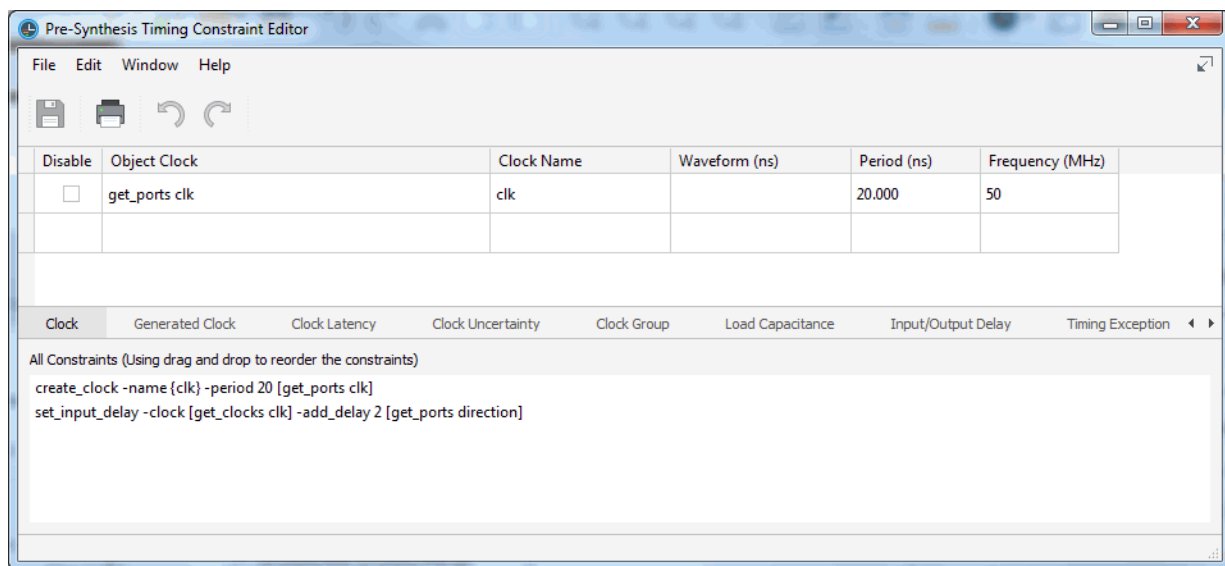 Pre-Synthesis Timing Constraint Editor
File Edit Window Help
Disable Object Clock Clock Name Waveform (ns) Period (ns) Frequency (MHz)
get_ports clk clk 20.000 50
Clock Generated Clock Clock Latency Clock Uncertainty Clock Group Load Capacitance Input/Output Delay Timing Exception
All Constraints (Using drag and drop to reorder the constraints)
create_clock -name {clk} -period 20 [get_ports clk]
set_input_delay -clock [get_clocks clk] -add_delay 2 [get_ports direction]